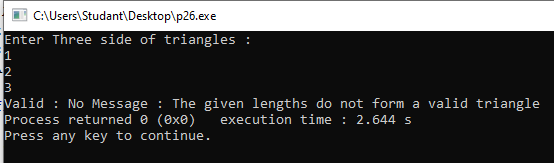 C:\Users\Studant\Desktop\p26.exe
Enter Three side of triangles :
1
2
3
Valid : No Message : The given lengths do not form a valid triangle
Process returned 0 (0x0)   execution time : 2.644 s
Press any key to continue.